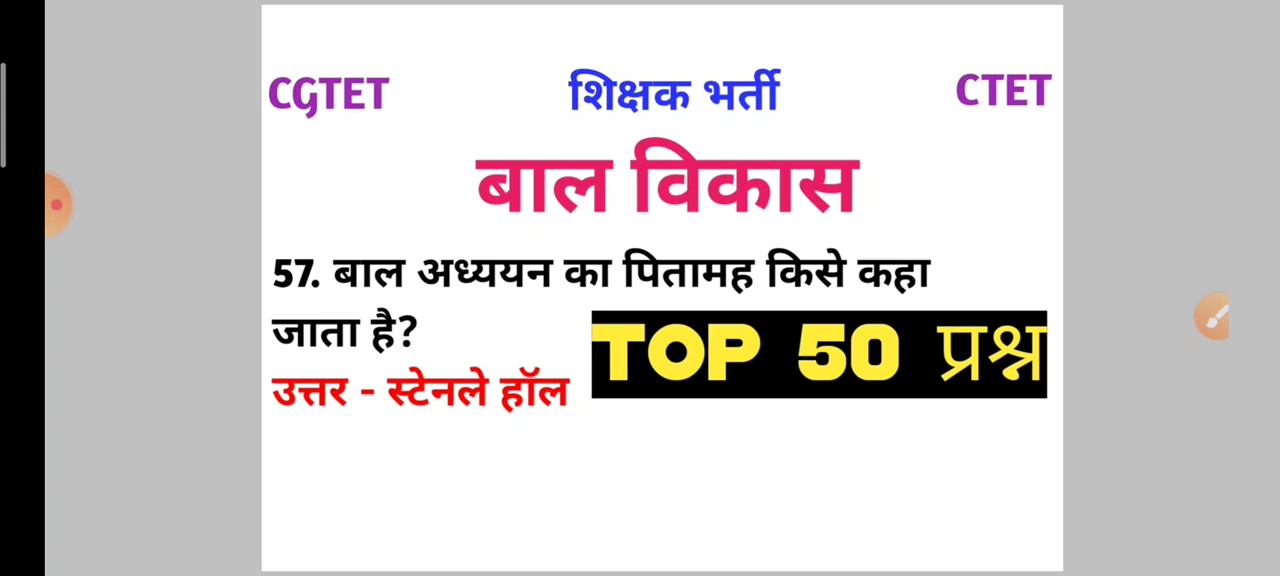 CGTET शिक्षक भर्ती CTET
बाल विकास
57. बाल अध्ययन का पितामह किसे कहा
जाता है?
TOP 50 प्रश्न
उत्तर - स्टेनले हॉल